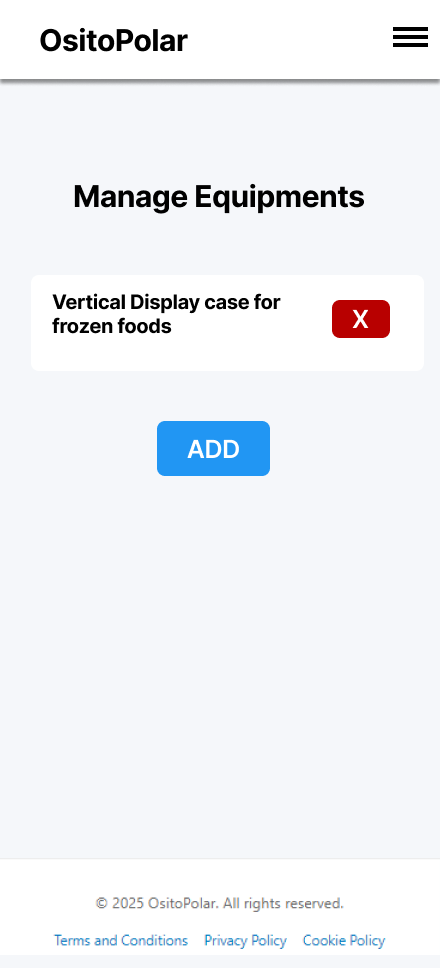 OsitoPolar
Manage Equipments
Vertical Display case for
frozen foods
X
ADD
© 2025 OsitoPolar. All rights reserved.
Terms and Conditions Privacy Policy Cookie Policy